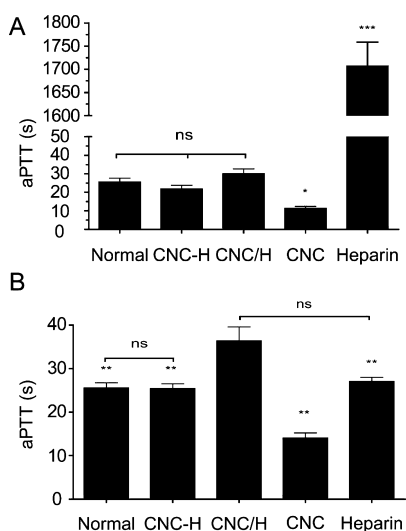 A
***
1800
1750
1700
1650
1600
50
40
30
20
10
0
aPTT (s)
ns
*
Normal CNC-H CNC/H CNC Heparin
B
ns
40
30
20
10
0
aPTT (s)
ns
** ** ** **
Normal CNC-H CNC/H CNC Heparin